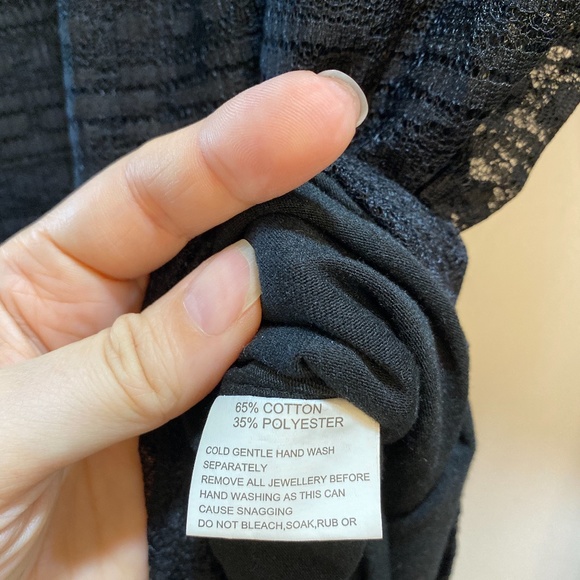 65% COTTON
35% POLYESTER
COLD GENTLE HAND WASH
SEPARATELY
REMOVE ALL JEWELLERY BEFORE
HAND WASHING AS THIS CAN
CAUSE SNAGGING
DO NOT BLEACH,SOAK,RUB OR